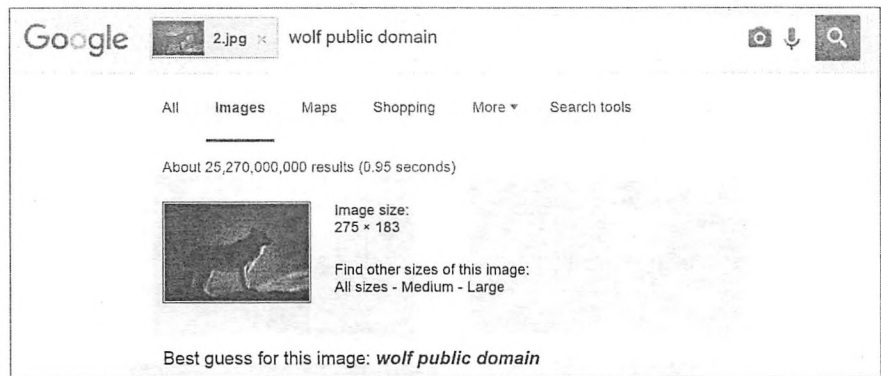 Google 2.jpg × wolf public domain
All Images Maps Shopping More ▾ Search tools
About 25,270,000,000 results (0.95 seconds)
Image size:
275 × 183
Find other sizes of this image:
All sizes - Medium - Large
Best guess for this image: wolf public domain